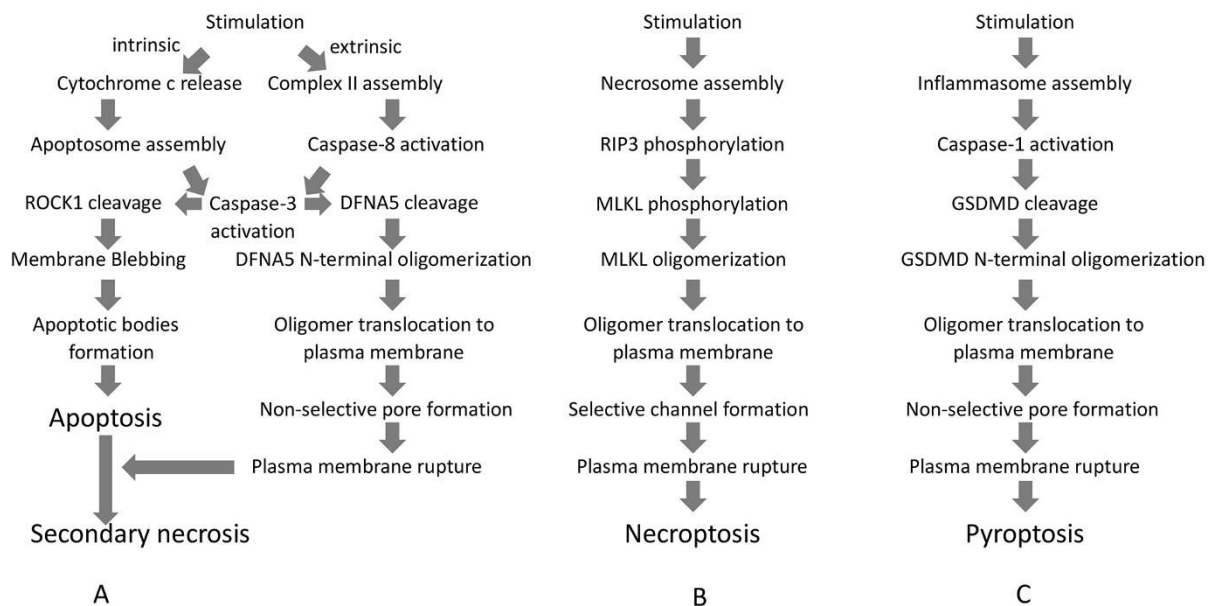 Stimulation
intrinsic
extrinsic
Cytochrome c release
Complex II assembly
Apoptosome assembly
Caspase-8 activation
ROCK1 cleavage
Caspase-3
activation
DFNA5 cleavage
Membrane Blebbing
DFNA5 N-terminal oligomerization
Apoptotic bodies
formation
Oligomer translocation to
plasma membrane
Apoptosis
Non-selective pore formation
Plasma membrane rupture
Secondary necrosis
A
Stimulation
Necrosome assembly
RIP3 phosphorylation
MLKL phosphorylation
MLKL oligomerization
Oligomer translocation to
plasma membrane
Selective channel formation
Plasma membrane rupture
Necroptosis
B
Stimulation
Inflammasome assembly
Caspase-1 activation
GSDMD cleavage
GSDMD N-terminal oligomerization
Oligomer translocation to
plasma membrane
Non-selective pore formation
Plasma membrane rupture
Pyroptosis
C